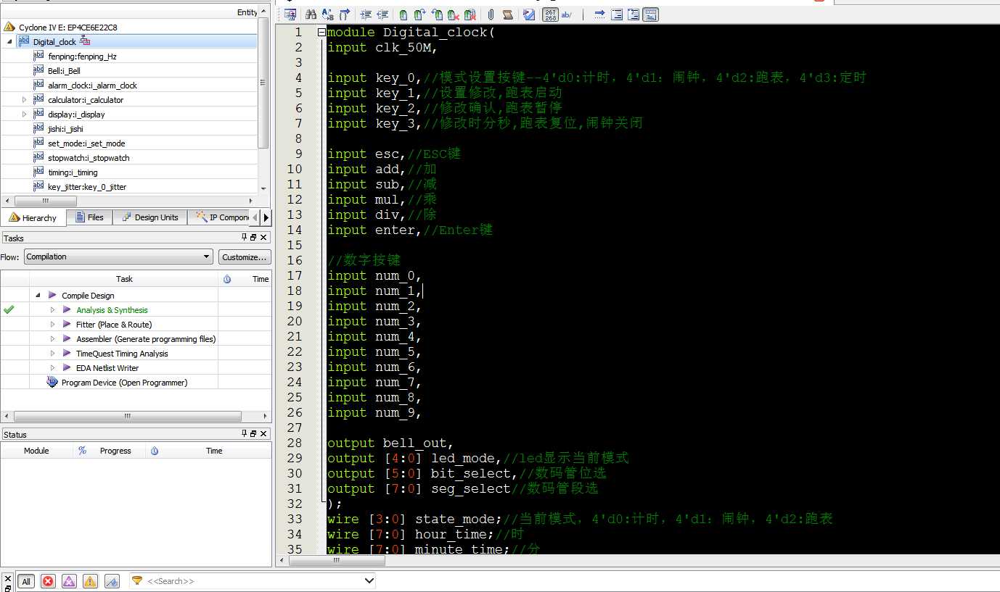 Entity
Cyclone IV E: EP4CE6E22C8
Digital_clock
fenping:fenping_Hz
Bell:i_Bell
alarm_clock:i_alarm_clock
calculator:i_calculator
display:i_display
jishi:i_jishi
set_mode:i_set_mode
stopwatch:i_stopwatch
timing:i_timing
key_jitter:key_0_jitter
Hierarchy Files Design Units IP Compon
Tasks
Flow: Compilation Customize...
Task Time
Compile Design
Analysis & Synthesis
Fitter (Place & Route)
Assembler (Generate programming files)
TimeQuest Timing Analysis
EDA Netlist Writer
Program Device (Open Programmer)
Status
Module % Progress Time
267
268 ab/
1 module Digital_clock(
2 input clk_50M,
3
4 input key_0,//模式设置按键--4'd0:计时，4'd1：闹钟，4'd2:跑表，4'd3:定时
5 input key_1,//设置修改,跑表启动
6 input key_2,//修改确认,跑表暂停
7 input key_3,//修改时分秒,跑表复位,闹钟关闭
8
9 input esc,//ESC键
10 input add,//加
11 input sub,//减
12 input mul,//乘
13 input div,//除
14 input enter,//Enter键
15
16 //数字按键
17 input num_0,
18 input num_1,
19 input num_2,
20 input num_3,
21 input num_4,
22 input num_5,
23 input num_6,
24 input num_7,
25 input num_8,
26 input num_9,
27
28 output bell_out,
29 output [4:0] led_mode,//led显示当前模式
30 output [5:0] bit_select,//数码管位选
31 output [7:0] seg_select//数码管段选
32 );
33 wire [3:0] state_mode;//当前模式，4'd0:计时，4'd1：闹钟，4'd2:跑表
34 wire [7:0] hour_time;//时
35 wire [7:0] minute_time;//分
All <<Search>>